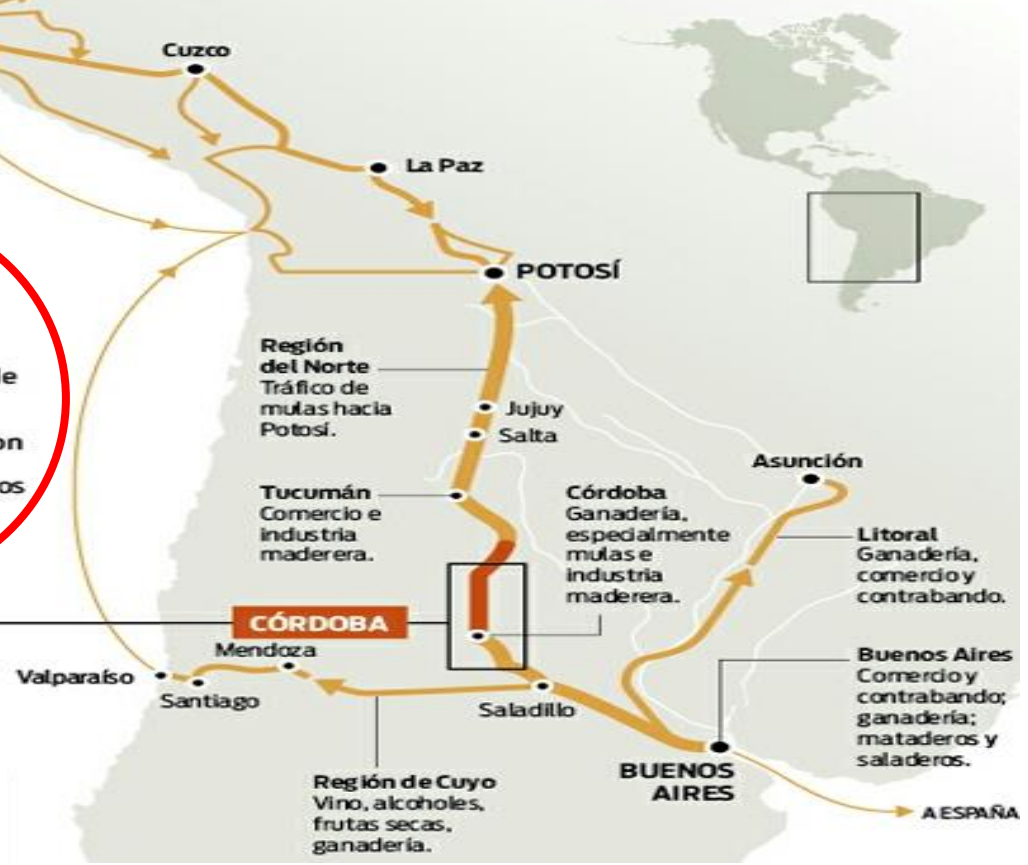 Cuzco
La Paz
POTOSÍ
Región
del Norte
Tráfico de
mulas hacia
Potosí.
Jujuy
Salta
Asunción
Tucumán
Comercio e
industria
maderera.
Córdoba
Ganadería,
especialmente
mulas e
industria
maderera.
Litoral
Ganadería,
comercio y
contrabando.
CÓRDOBA
Mendoza
Valparaíso
Santiago
Saladillo
Buenos Aires
Comercio y
contrabando;
ganadería;
mataderos y
saladeros.
BUENOS
AIRES
Región de Cuyo
Vino, alcoholes,
frutas secas,
ganadería.
A ESPAÑA